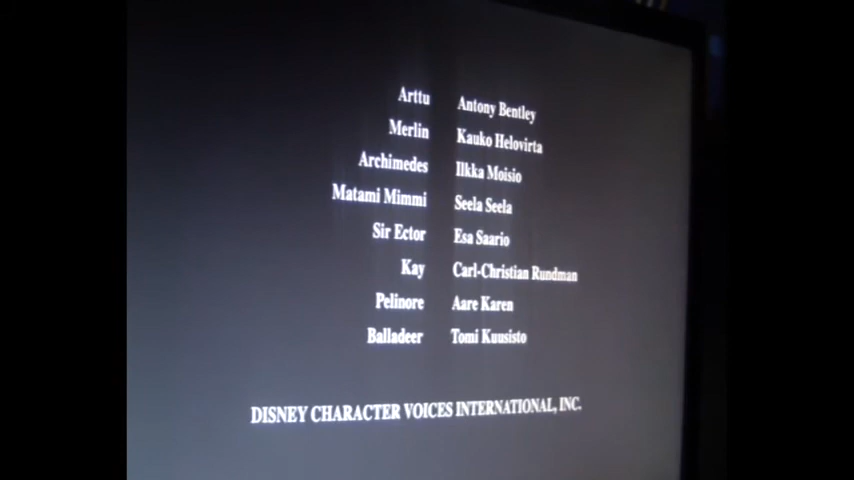 Arttu Antony Bentley
Merlin Kauko Helovirta
Archimedes Ilkka Moisio
Matami Mimmi Seela Seela
Sir Ector Esa Saario
Kay Carl-Christian Rundman
Pelinore Aare Karen
Balladeer Tomi Kuusisto
DISNEY CHARACTER VOICES INTERNATIONAL, INC.